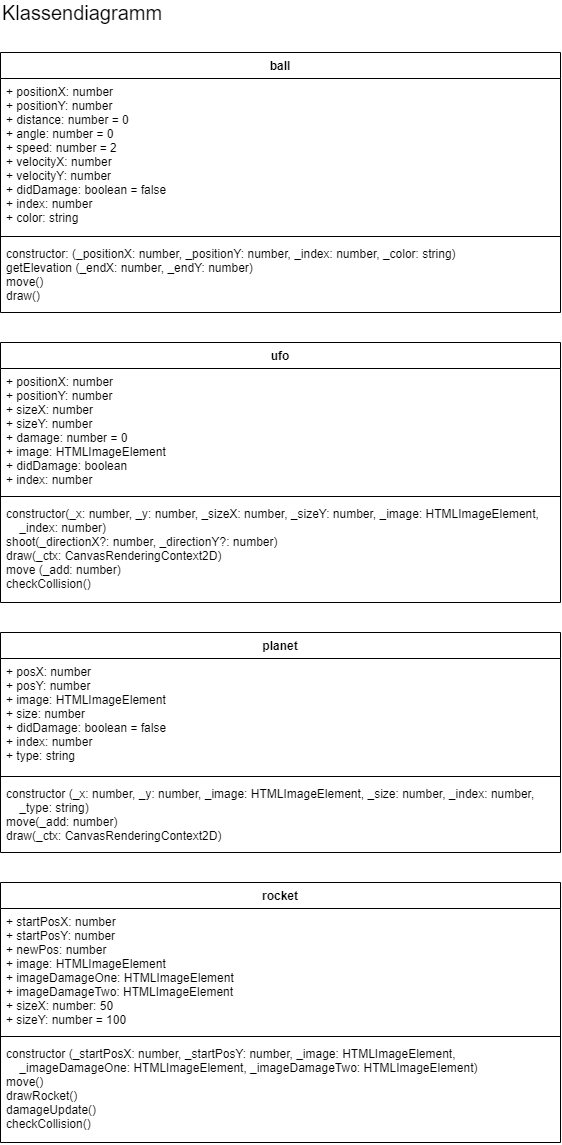 Klassendiagramm
ball
+ positionX: number
+ positionY: number
+ distance: number = 0
+ angle: number = 0
+ speed: number = 2
+ velocityX: number
+ velocityY: number
+ didDamage: boolean = false
+ index: number
+ color: string
constructor: (_positionX: number, _positionY: number, _index: number, _color: string)
getElevation (_endX: number, _endY: number)
move()
draw()
ufo
+ positionX: number
+ positionY: number
+ sizeX: number
+ sizeY: number
+ damage: number = 0
+ image: HTMLImageElement
+ didDamage: boolean
+ index: number
constructor(_x: number, _y: number, _sizeX: number, _sizeY: number, _image: HTMLImageElement,
_index: number)
shoot(_directionX?: number, _directionY?: number)
draw(_ctx: CanvasRenderingContext2D)
move (_add: number)
checkCollision()
planet
+ posX: number
+ posY: number
+ image: HTMLImageElement
+ size: number
+ didDamage: boolean = false
+ index: number
+ type: string
constructor (_x: number, _y: number, _image: HTMLImageElement, _size: number, _index: number,
_type: string)
move(_add: number)
draw(_ctx: CanvasRenderingContext2D)
rocket
+ startPosX: number
+ startPosY: number
+ newPos: number
+ image: HTMLImageElement
+ imageDamageOne: HTMLImageElement
+ imageDamageTwo: HTMLImageElement
+ sizeX: number: 50
+ sizeY: number = 100
constructor (_startPosX: number, _startPosY: number, _image: HTMLImageElement,
_imageDamageOne: HTMLImageElement, _imageDamageTwo: HTMLImageElement)
move()
drawRocket()
damageUpdate()
checkCollision()